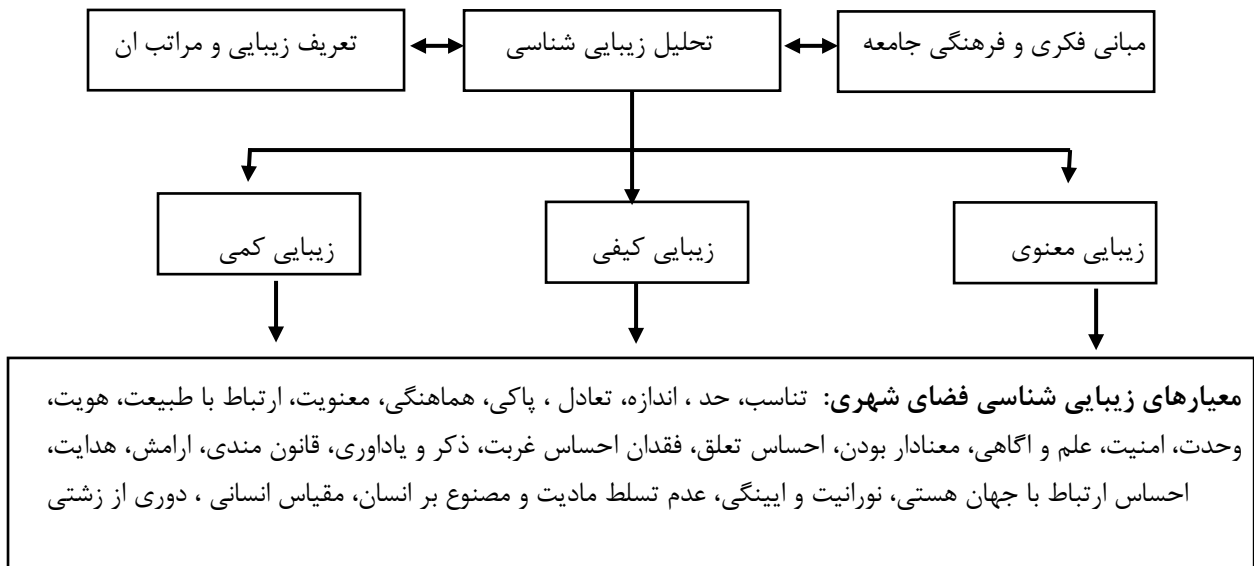 مبانی فکری و فرهنگی جامعه
تحلیل زیبایی شناسی
تعریف زیبایی و مراتب ان
زیبایی معنوی
زیبایی کیفی
زیبایی کمی
معیارهای زیبایی شناسی فضای شهری: تناسب، حد ، اندازه، تعادل ، پاکی، هماهنگی، معنویت، ارتباط با طبیعت، هویت،
وحدت، امنیت، علم و اگاهی، معنادار بودن، احساس تعلق، فقدان احساس غربت، ذکر و یاداوری، قانون مندی، ارامش، هدایت،
احساس ارتباط با جهان هستی، نورانیت و ایینگی، عدم تسلط مادیت و مصنوع بر انسان، مقیاس انسانی ، دوری از زشتی